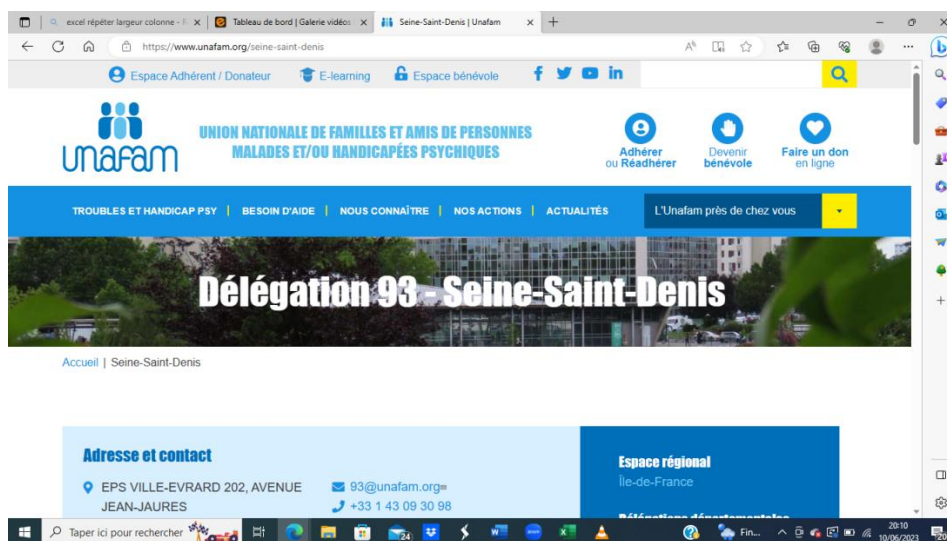 excel répéter largeur colonne - R
Tableau de bord | Galerie vidéos
Seine-Saint-Denis | Unafam
https://www.unafam.org/seine-saint-denis
Espace Adhérent / Donateur
E-learning
Espace bénévole
unafam
UNION NATIONALE DE FAMILLES ET AMIS DE PERSONNES
MALADES ET/OU HANDICAPÉES PSYCHIQUES
Adhérer
ou Réadhérer
Devenir
bénévole
Faire un don
en ligne
TROUBLES ET HANDICAP PSY | BESOIN D'AIDE | NOUS CONNAÎTRE | NOS ACTIONS | ACTUALITÉS
L'Unafam près de chez vous
Délégation 93 - Seine-Saint-Denis
Accueil | Seine-Saint-Denis
Adresse et contact
EPS VILLE-EVRARD 202, AVENUE
JEAN-JAURES
93@unafam.org
+33 1 43 09 30 98
Espace régional
Île-de-France
Délégations départementales
Taper ici pour rechercher
24
Fin...
20:10
10/06/2023